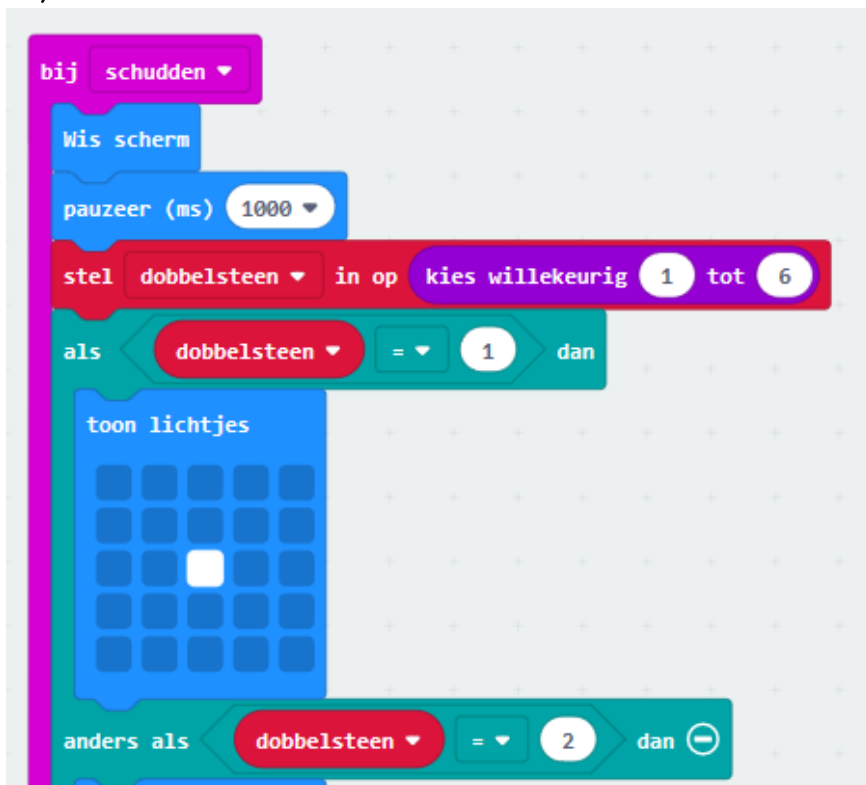 bij schudden
Wis scherm
pauzeer (ms) 1000
stel dobbelsteen in op kies willekeurig 1 tot 6
als dobbelsteen = 1 dan
toon lichtjes
anders als dobbelsteen = 2 dan